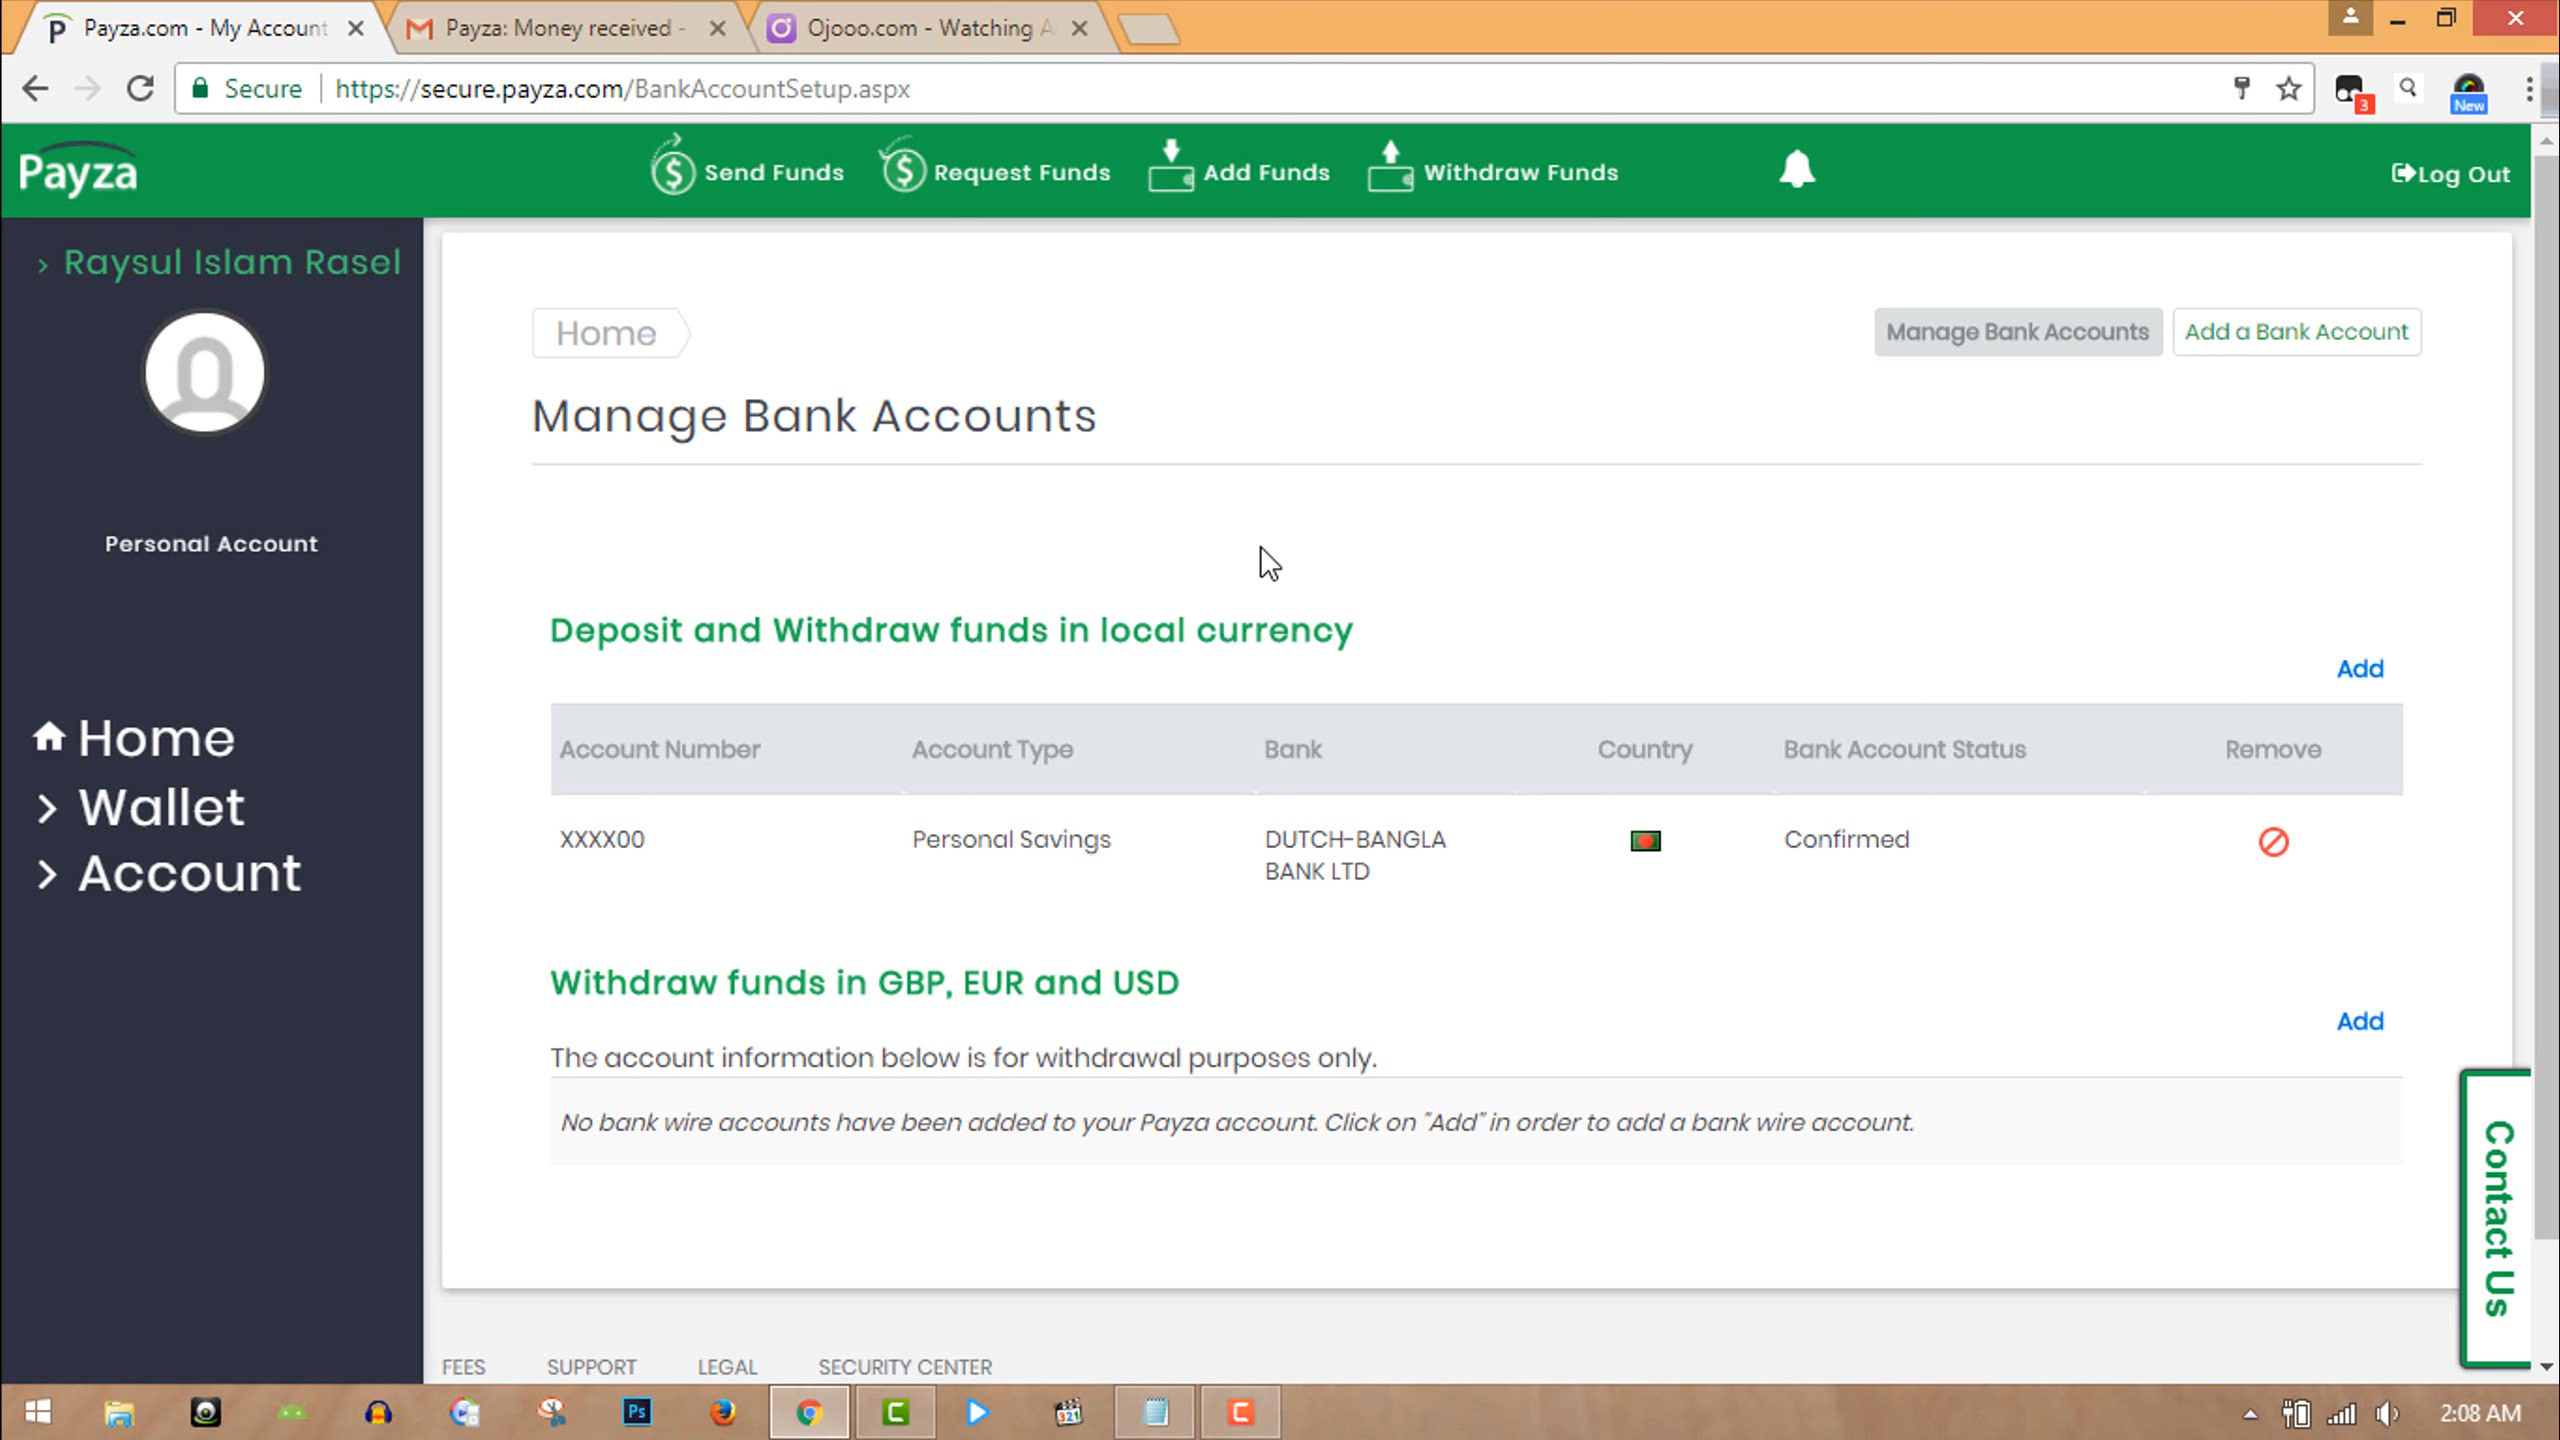 Payza.com - My Account
Payza: Money received -
Ojooo.com - Watching A
Secure
https://secure.payza.com/BankAccountSetup.aspx
3
New
Payza
Send Funds
Request Funds
Add Funds
Withdraw Funds
Log Out
Raysul Islam Rasel
Personal Account
Home
Wallet
Account
Home
Manage Bank Accounts
Add a Bank Account
Manage Bank Accounts
Deposit and Withdraw funds in local currency
Add
Account Number Account Type Bank Country Bank Account Status Remove
XXXX00 Personal Savings DUTCH-BANGLA Confirmed
BANK LTD
Withdraw funds in GBP, EUR and USD
Add
The account information below is for withdrawal purposes only.
No bank wire accounts have been added to your Payza account. Click on "Add" in order to add a bank wire account.
Contact Us
FEES SUPPORT LEGAL SECURITY CENTER
Ps
C
321
C
2:08 AM